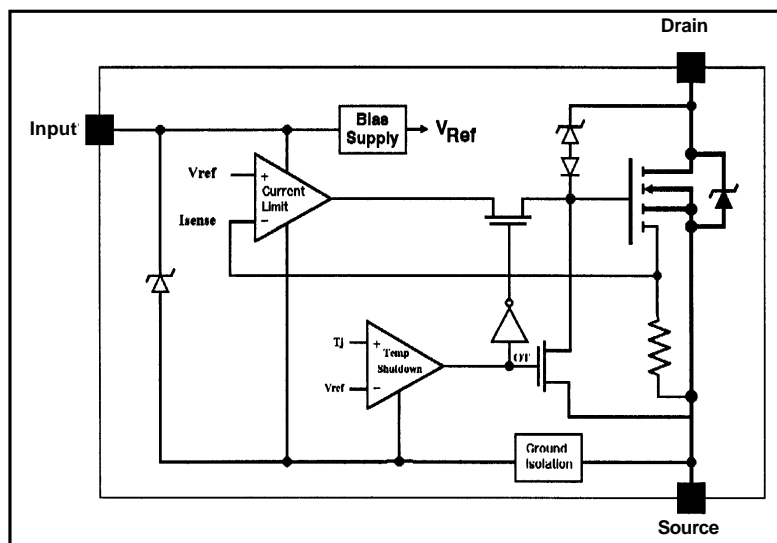 Drain
Input
Bias
Supply
VRef
Vref
+
Current
Limit
Isense
−
Tj
+
Temp
Shutdown
OT
Vref
−
Ground
Isolation
Source